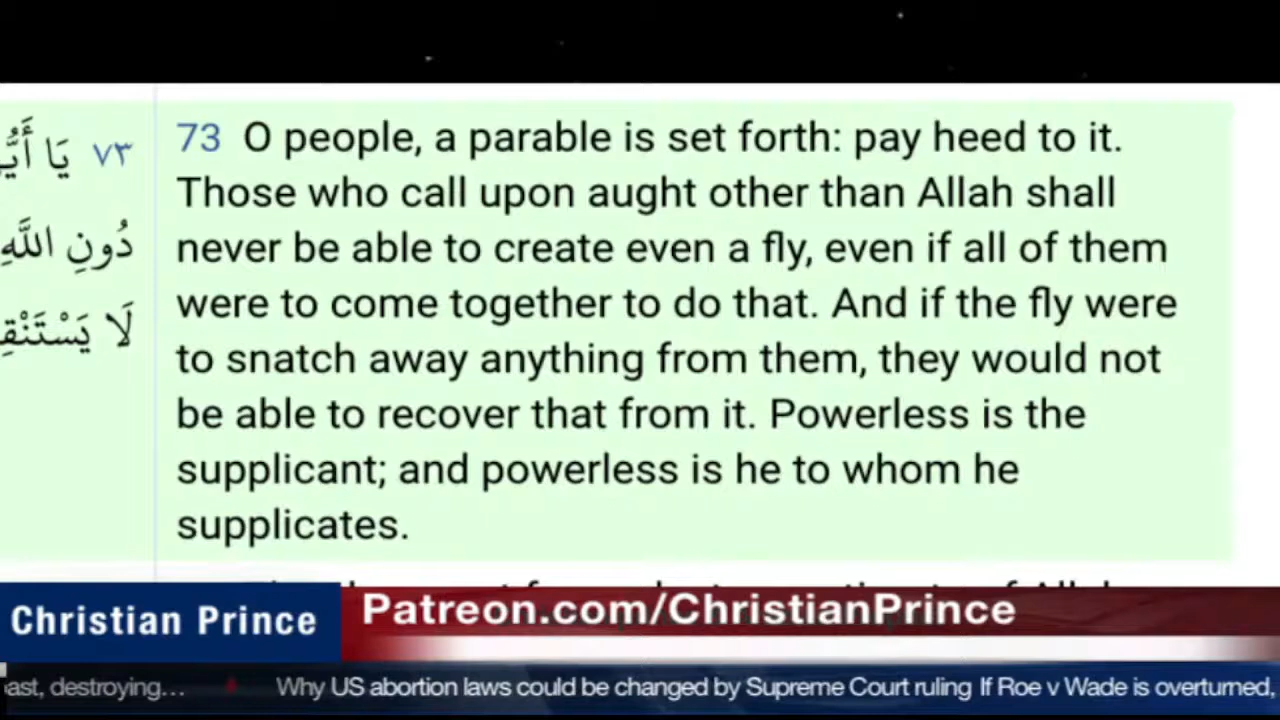 73 O people, a parable is set forth: pay heed to it.
Those who call upon aught other than Allah shall
never be able to create even a fly, even if all of them
were to come together to do that. And if the fly were
to snatch away anything from them, they would not
be able to recover that from it. Powerless is the
supplicant; and powerless is he to whom he
supplicates.
٧٣ يَا
دُونِ اللَّهِ
لَا
Christian Prince
Patreon.com/ChristianPrince
destroying... Why US abortion laws could be changed by Supreme Court ruling If Roe v Wade is overturned,